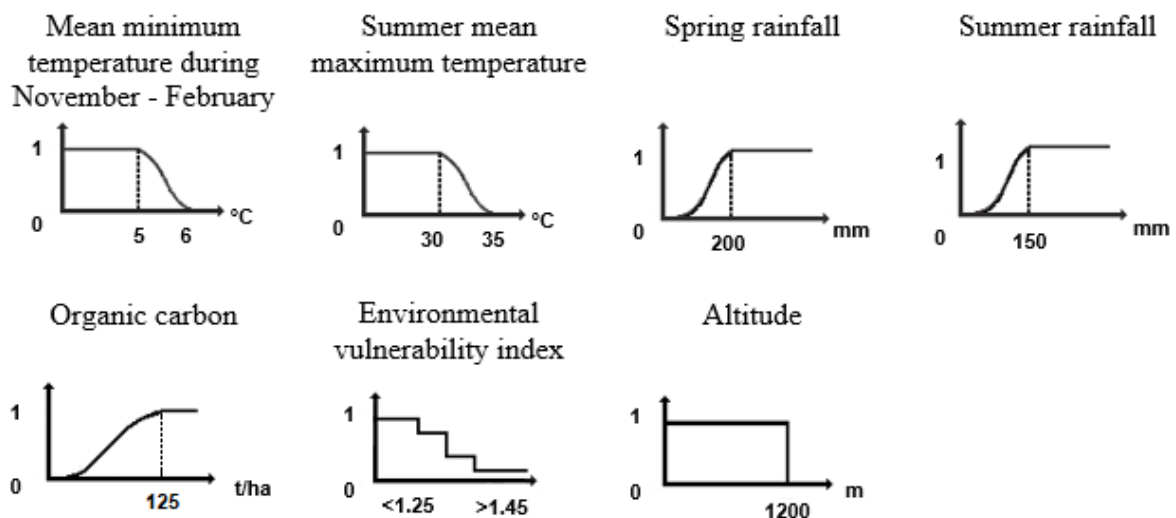 Mean minimum
temperature during
November - February
1
0
5
6
ºC
Summer mean
maximum temperature
1
0
30
35
ºC
Spring rainfall
1
0
200
mm
Summer rainfall
1
0
150
mm
Organic carbon
1
0
125
t/ha
Environmental
vulnerability index
1
0
<1.25
>1.45
Altitude
1
0
1200
m